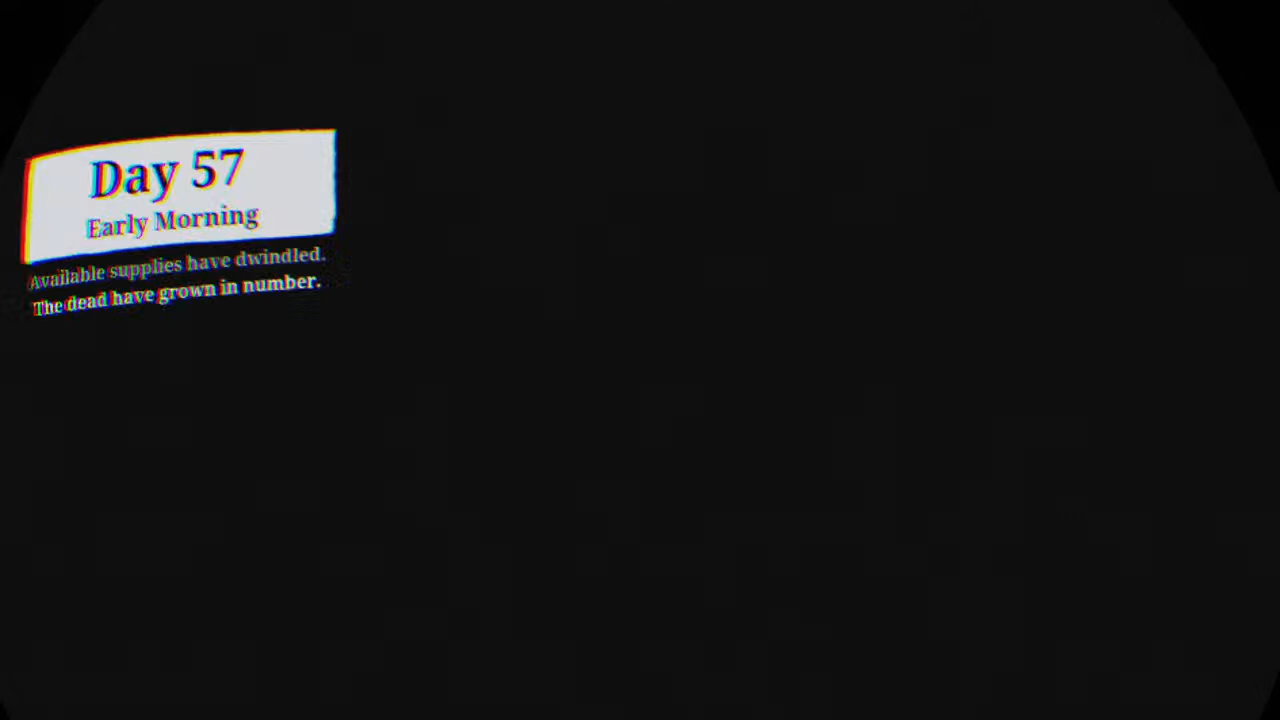 Day 57
Early Morning
Available supplies have dwindled.
The dead have grown in number.